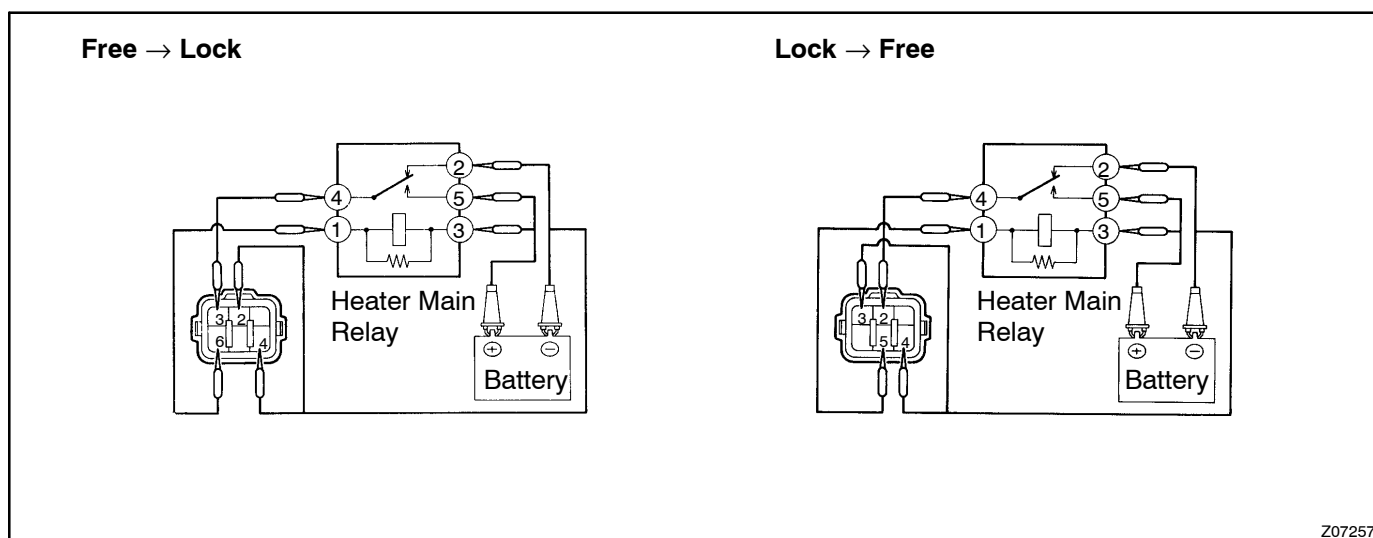 Free → Lock
Lock → Free
2
4
5
1
3
Heater Main
Relay
3 2
6 4
⊕ ⊖
Battery
2
4
5
1
3
Heater Main
Relay
3 2
5 4
⊕ ⊖
Battery
Z07257